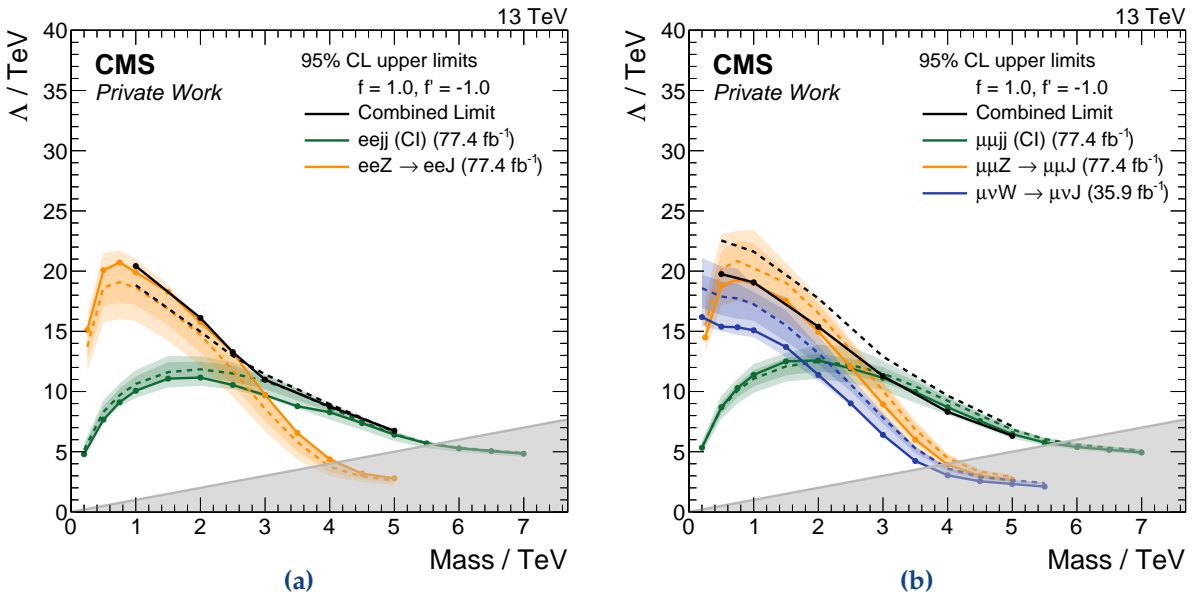 13 TeV
Λ / TeV
40
35
30
25
20
15
10
5
0
CMS
Private Work
95% CL upper limits
f = 1.0, f' = -1.0
Combined Limit
eejj (CI) (77.4 fb⁻¹)
eeZ → eeJ (77.4 fb⁻¹)
0 1 2 3 4 5 6 7
Mass / TeV
(a)
13 TeV
Λ / TeV
40
35
30
25
20
15
10
5
0
CMS
Private Work
95% CL upper limits
f = 1.0, f' = -1.0
Combined Limit
μμjj (CI) (77.4 fb⁻¹)
μμZ → μμJ (77.4 fb⁻¹)
μνW → μνJ (35.9 fb⁻¹)
0 1 2 3 4 5 6 7
Mass / TeV
(b)